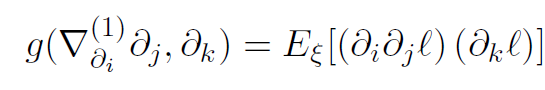 g(∇^{(1)}_{∂_i} ∂_j, ∂_k) = E_ξ[(∂_i∂_jℓ) (∂_kℓ)]